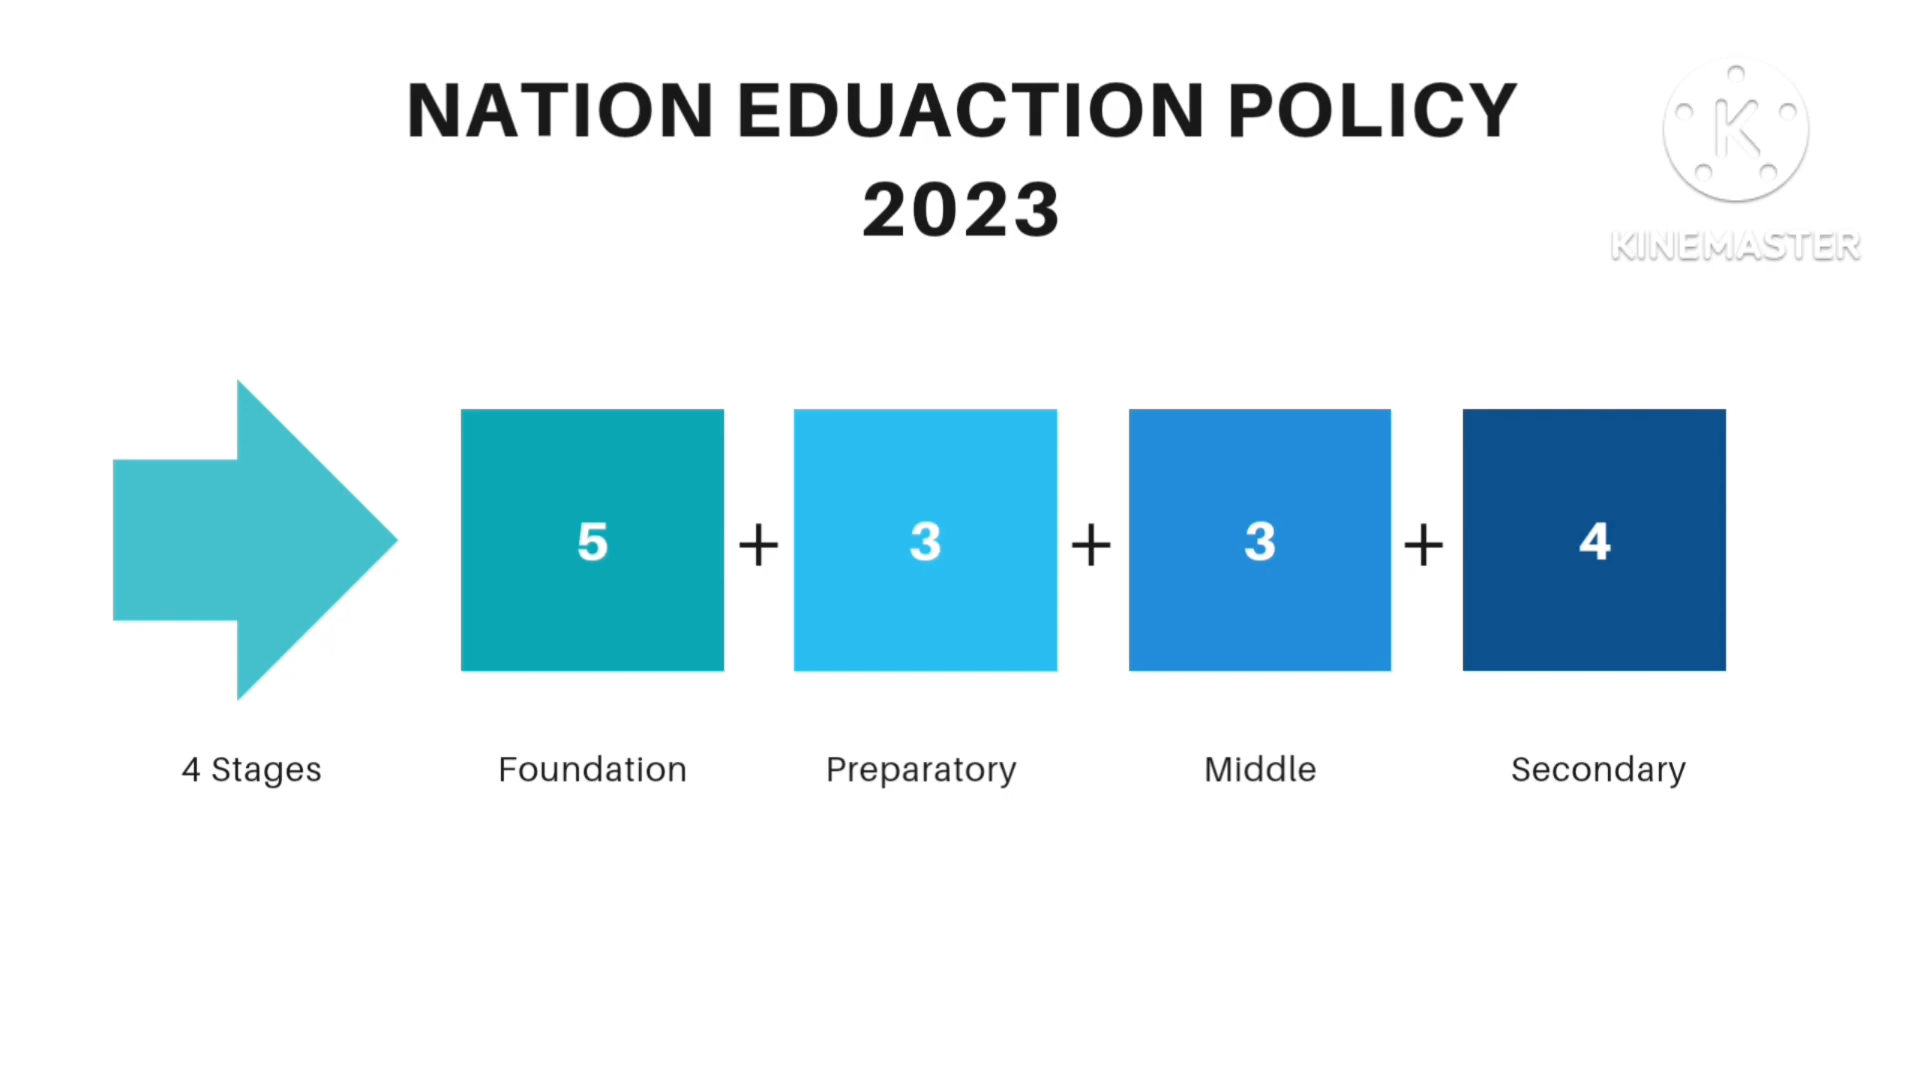 NATION EDUACTION POLICY
2023
K
KINEMASTER
5 + 3 + 3 + 4
4 Stages Foundation Preparatory Middle Secondary